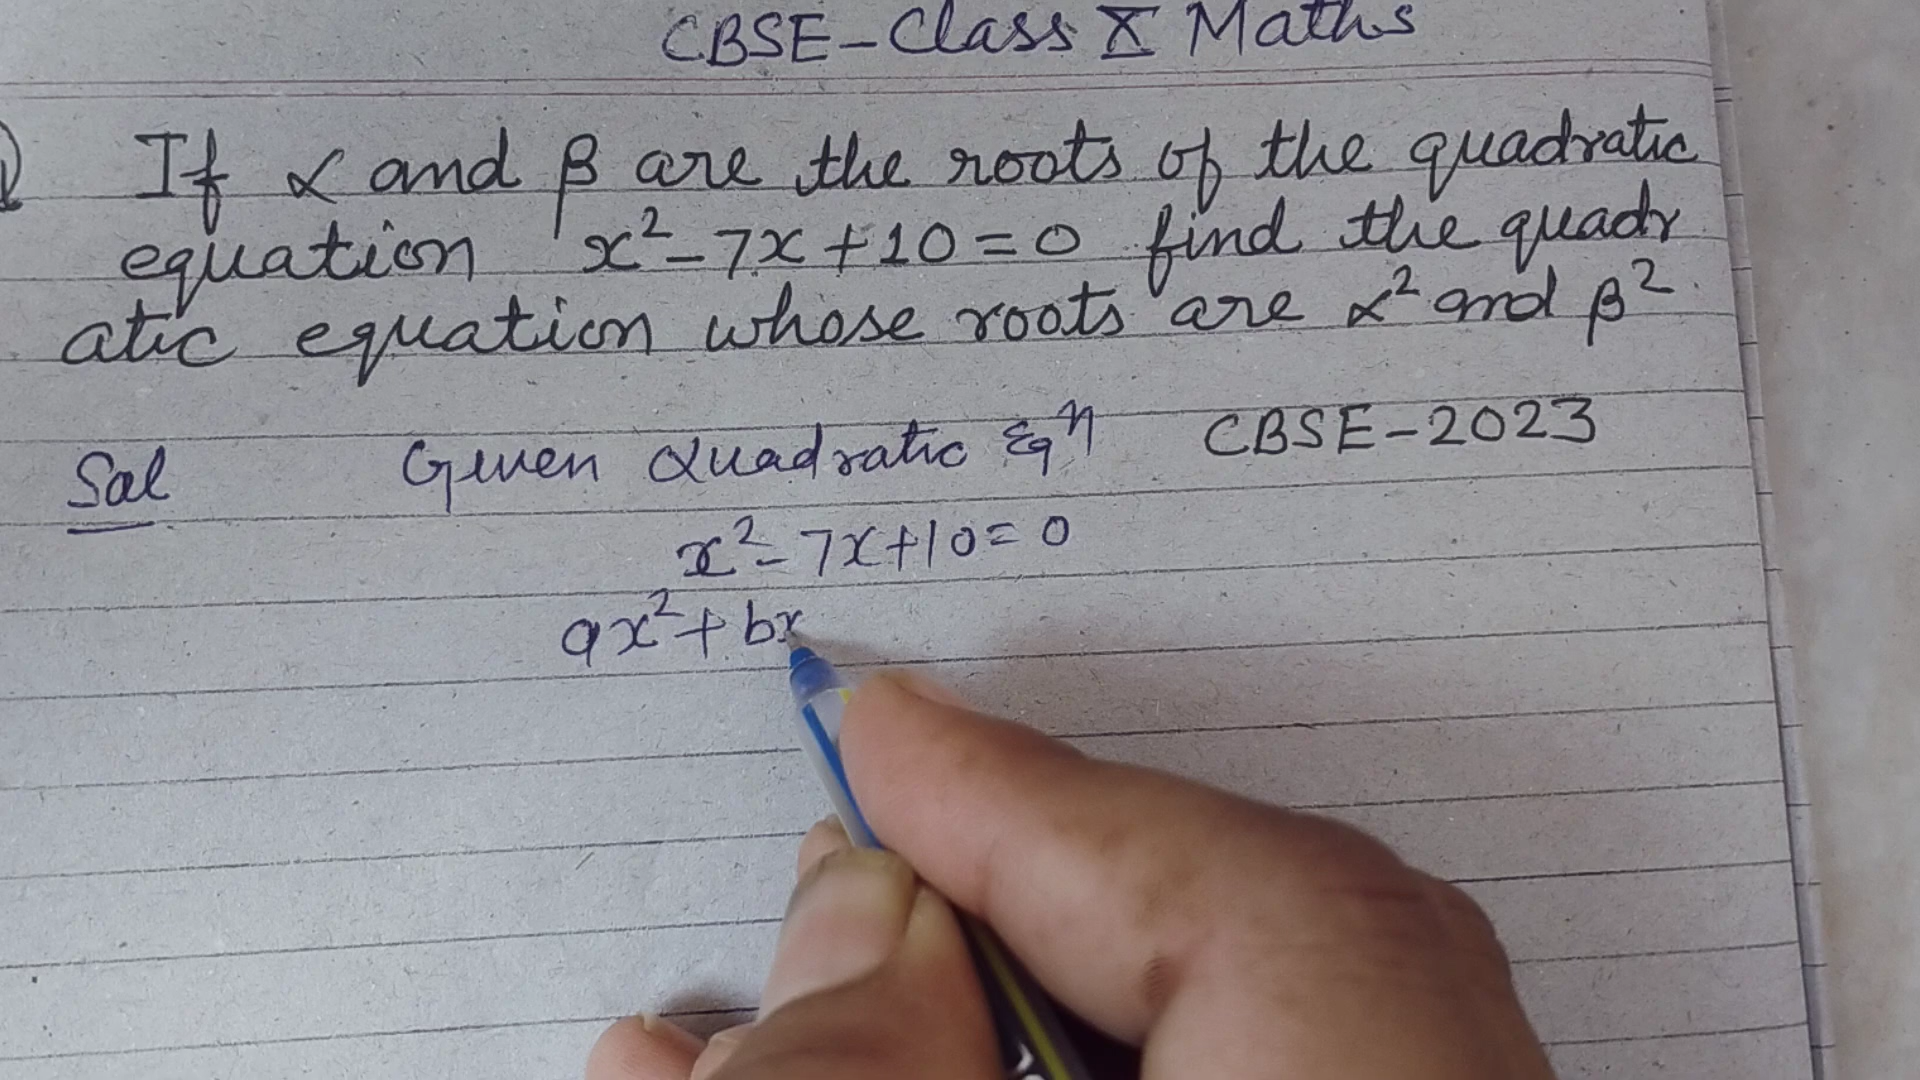 CBSE-Class X Maths
If α and β are the roots of the quadratic
equation x²-7x+10=0 find the quadr
atic equation whose roots are α² and β².
Given Quadratic Eqⁿ CBSE-2023
Sol
x²-7x+10=0
ax²+bx